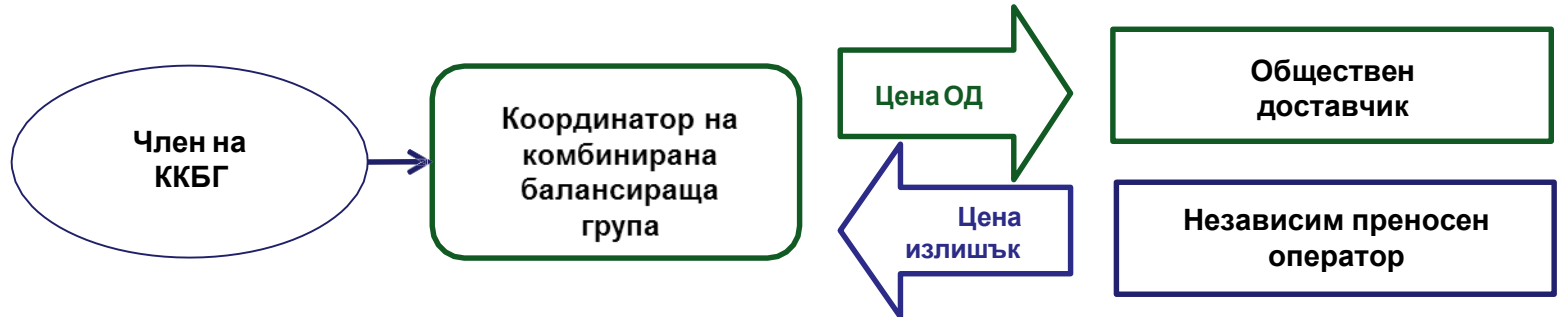 Член на
ККБГ
Координатор на
комбинирана
балансираща
група
Цена ОД
Цена
излишък
Обществен
доставчик
Независим преносен
оператор